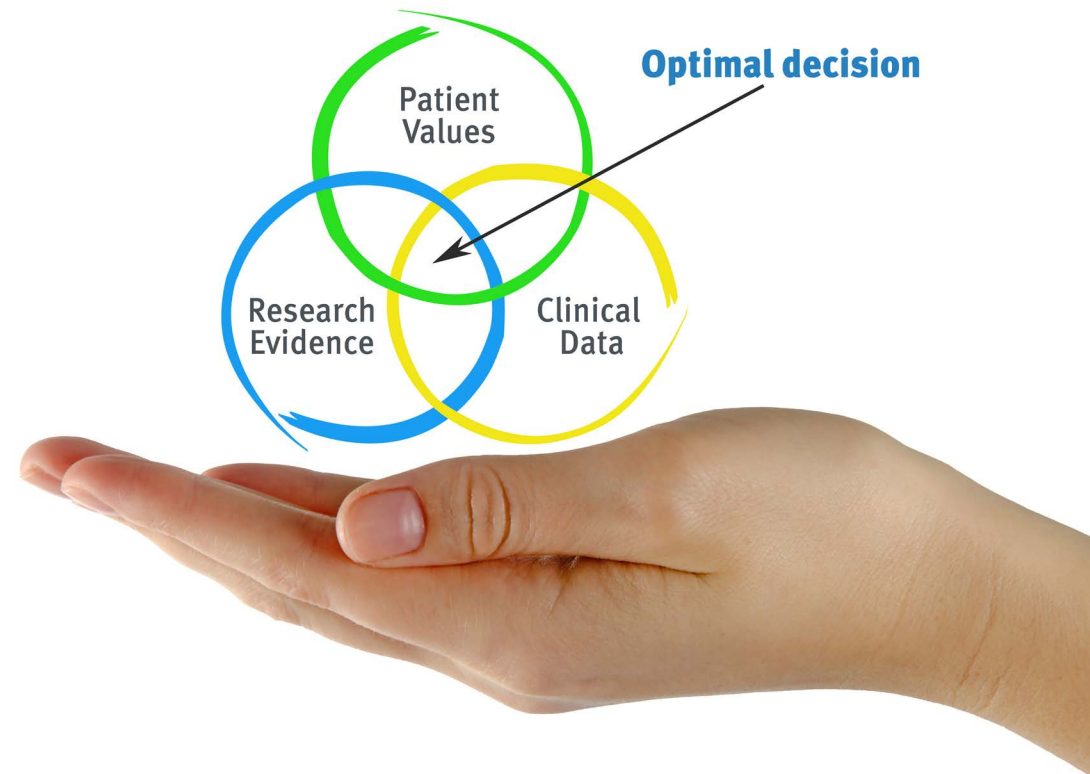 Optimal decision
Patient
Values
Research
Evidence
Clinical
Data